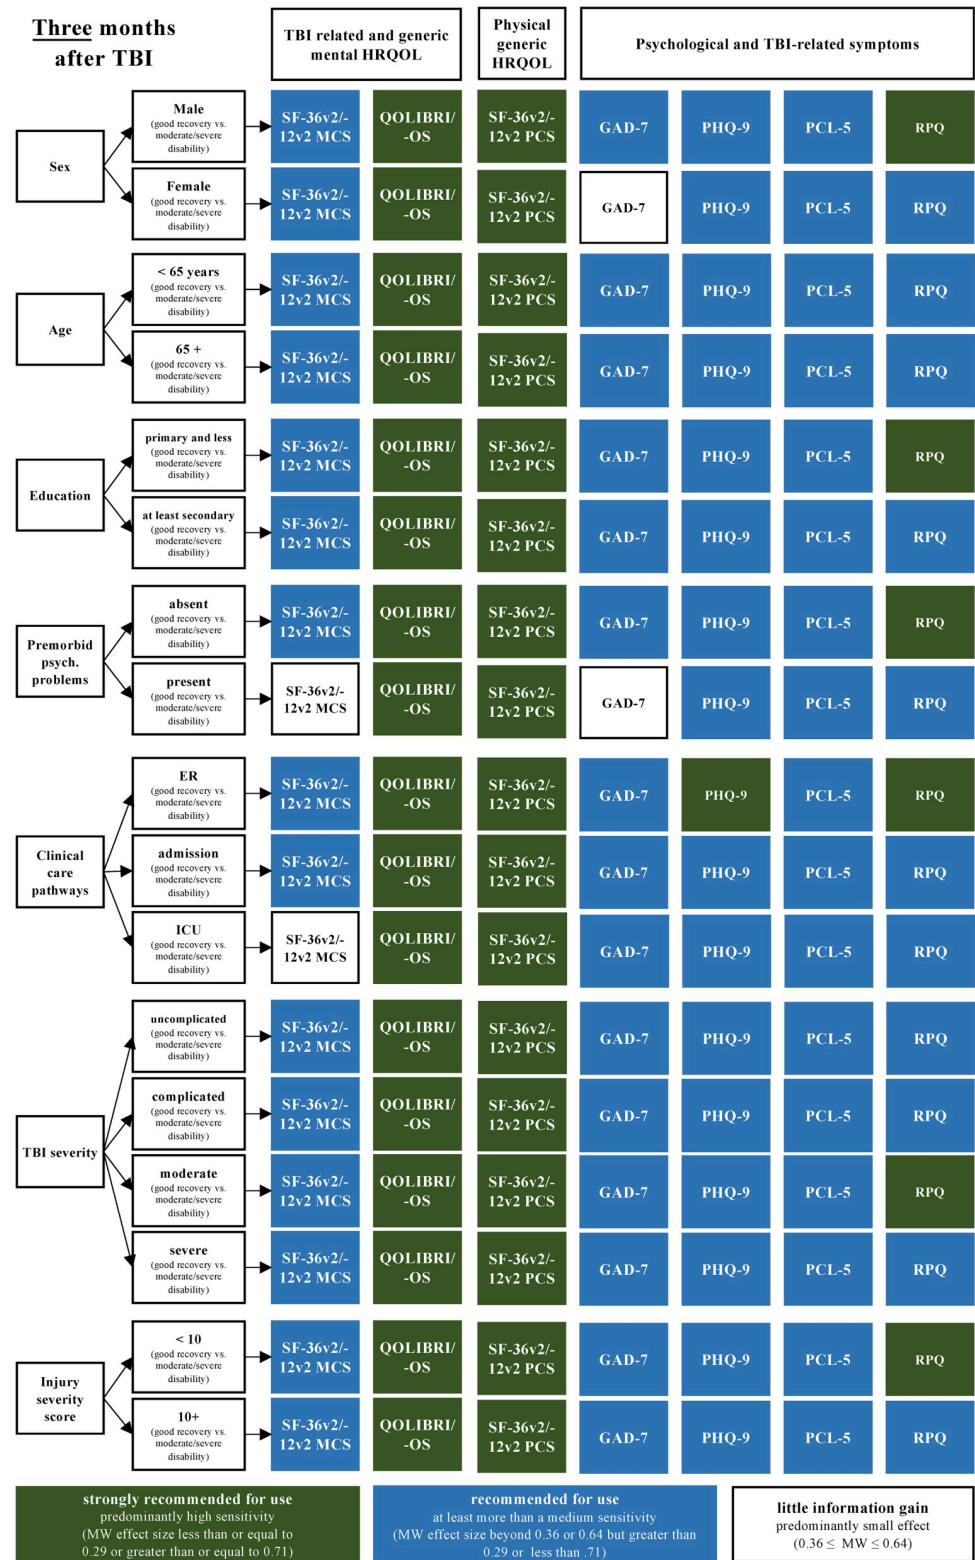 Three months
after TBI
TBI related and generic
mental HRQOL
Physical
generic
HRQOL
Psychological and TBI-related symptoms
Sex
Male
(good recovery vs.
moderate/severe
disability)
SF-36v2/-
12v2 MCS
QOLIBRI/
-OS
SF-36v2/-
12v2 PCS
GAD-7
PHQ-9
PCL-5
RPQ
Female
(good recovery vs.
moderate/severe
disability)
SF-36v2/-
12v2 MCS
QOLIBRI/
-OS
SF-36v2/-
12v2 PCS
GAD-7
PHQ-9
PCL-5
RPQ
Age
< 65 years
(good recovery vs.
moderate/severe
disability)
SF-36v2/-
12v2 MCS
QOLIBRI/
-OS
SF-36v2/-
12v2 PCS
GAD-7
PHQ-9
PCL-5
RPQ
65 +
(good recovery vs.
moderate/severe
disability)
SF-36v2/-
12v2 MCS
QOLIBRI/
-OS
SF-36v2/-
12v2 PCS
GAD-7
PHQ-9
PCL-5
RPQ
Education
primary and less
(good recovery vs.
moderate/severe
disability)
SF-36v2/-
12v2 MCS
QOLIBRI/
-OS
SF-36v2/-
12v2 PCS
GAD-7
PHQ-9
PCL-5
RPQ
at least secondary
(good recovery vs.
moderate/severe
disability)
SF-36v2/-
12v2 MCS
QOLIBRI/
-OS
SF-36v2/-
12v2 PCS
GAD-7
PHQ-9
PCL-5
RPQ
Premorbid
psych.
problems
absent
(good recovery vs.
moderate/severe
disability)
SF-36v2/-
12v2 MCS
QOLIBRI/
-OS
SF-36v2/-
12v2 PCS
GAD-7
PHQ-9
PCL-5
RPQ
present
(good recovery vs.
moderate/severe
disability)
SF-36v2/-
12v2 MCS
QOLIBRI/
-OS
SF-36v2/-
12v2 PCS
GAD-7
PHQ-9
PCL-5
RPQ
Clinical
care
pathways
ER
(good recovery vs.
moderate/severe
disability)
SF-36v2/-
12v2 MCS
QOLIBRI/
-OS
SF-36v2/-
12v2 PCS
GAD-7
PHQ-9
PCL-5
RPQ
admission
(good recovery vs.
moderate/severe
disability)
SF-36v2/-
12v2 MCS
QOLIBRI/
-OS
SF-36v2/-
12v2 PCS
GAD-7
PHQ-9
PCL-5
RPQ
ICU
(good recovery vs.
moderate/severe
disability)
SF-36v2/-
12v2 MCS
QOLIBRI/
-OS
SF-36v2/-
12v2 PCS
GAD-7
PHQ-9
PCL-5
RPQ
TBI severity
uncomplicated
(good recovery vs.
moderate/severe
disability)
SF-36v2/-
12v2 MCS
QOLIBRI/
-OS
SF-36v2/-
12v2 PCS
GAD-7
PHQ-9
PCL-5
RPQ
complicated
(good recovery vs.
moderate/severe
disability)
SF-36v2/-
12v2 MCS
QOLIBRI/
-OS
SF-36v2/-
12v2 PCS
GAD-7
PHQ-9
PCL-5
RPQ
moderate
(good recovery vs.
moderate/severe
disability)
SF-36v2/-
12v2 MCS
QOLIBRI/
-OS
SF-36v2/-
12v2 PCS
GAD-7
PHQ-9
PCL-5
RPQ
severe
(good recovery vs.
moderate/severe
disability)
SF-36v2/-
12v2 MCS
QOLIBRI/
-OS
SF-36v2/-
12v2 PCS
GAD-7
PHQ-9
PCL-5
RPQ
Injury
severity
score
< 10
(good recovery vs.
moderate/severe
disability)
SF-36v2/-
12v2 MCS
QOLIBRI/
-OS
SF-36v2/-
12v2 PCS
GAD-7
PHQ-9
PCL-5
RPQ
10+
(good recovery vs.
moderate/severe
disability)
SF-36v2/-
12v2 MCS
QOLIBRI/
-OS
SF-36v2/-
12v2 PCS
GAD-7
PHQ-9
PCL-5
RPQ
strongly recommended for use
predominantly high sensitivity
(MW effect size less than or equal to
0.29 or greater than or equal to 0.71)
recommended for use
at least more than a medium sensitivity
(MW effect size beyond 0.36 or 0.64 but greater than
0.29 or less than .71)
little information gain
predominantly small effect
(0.36 ≤ MW ≤ 0.64)